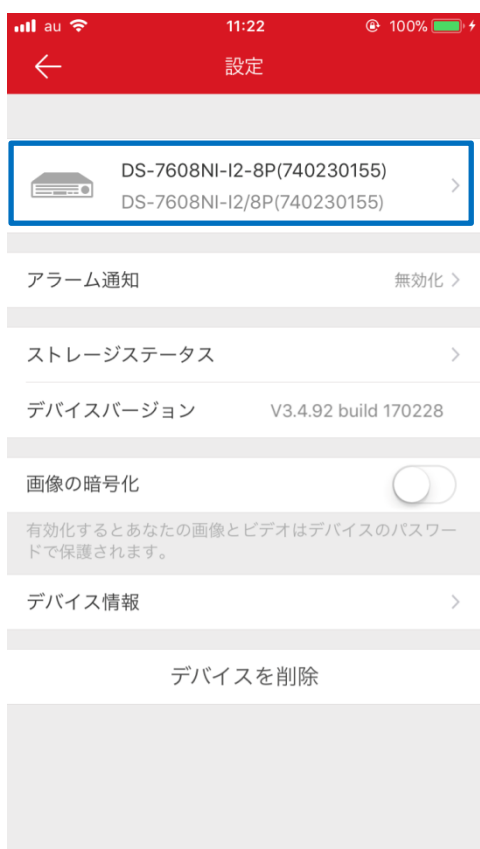 au 11:22 100%
設定
DS-7608NI-I2-8P(740230155)
DS-7608NI-I2/8P(740230155)
アラーム通知 無効化
ストレージステータス
デバイスバージョン V3.4.92 build 170228
画像の暗号化
有効化するとあなたの画像とビデオはデバイスのパスワー
ドで保護されます。
デバイス情報
デバイスを削除